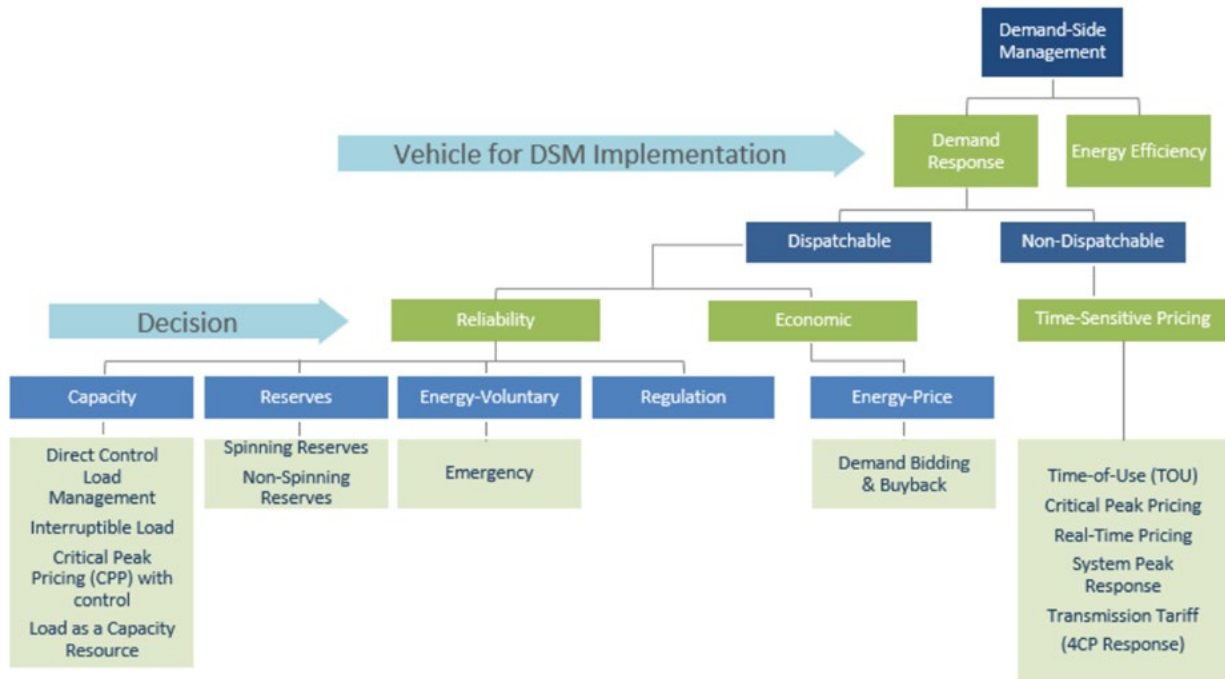 Demand-Side
Management
Vehicle for DSM Implementation
Demand
Response
Energy Efficiency
Dispatchable
Non-Dispatchable
Decision
Reliability
Economic
Time-Sensitive Pricing
Capacity
Reserves
Energy-Voluntary
Regulation
Energy-Price
Direct Control
Load
Management
Interruptible Load
Critical Peak
Pricing (CPP) with
control
Load as a Capacity
Resource
Spinning Reserves
Non-Spinning
Reserves
Emergency
Demand Bidding
& Buyback
Time-of-Use (TOU)
Critical Peak Pricing
Real-Time Pricing
System Peak
Response
Transmission Tariff
(4CP Response)